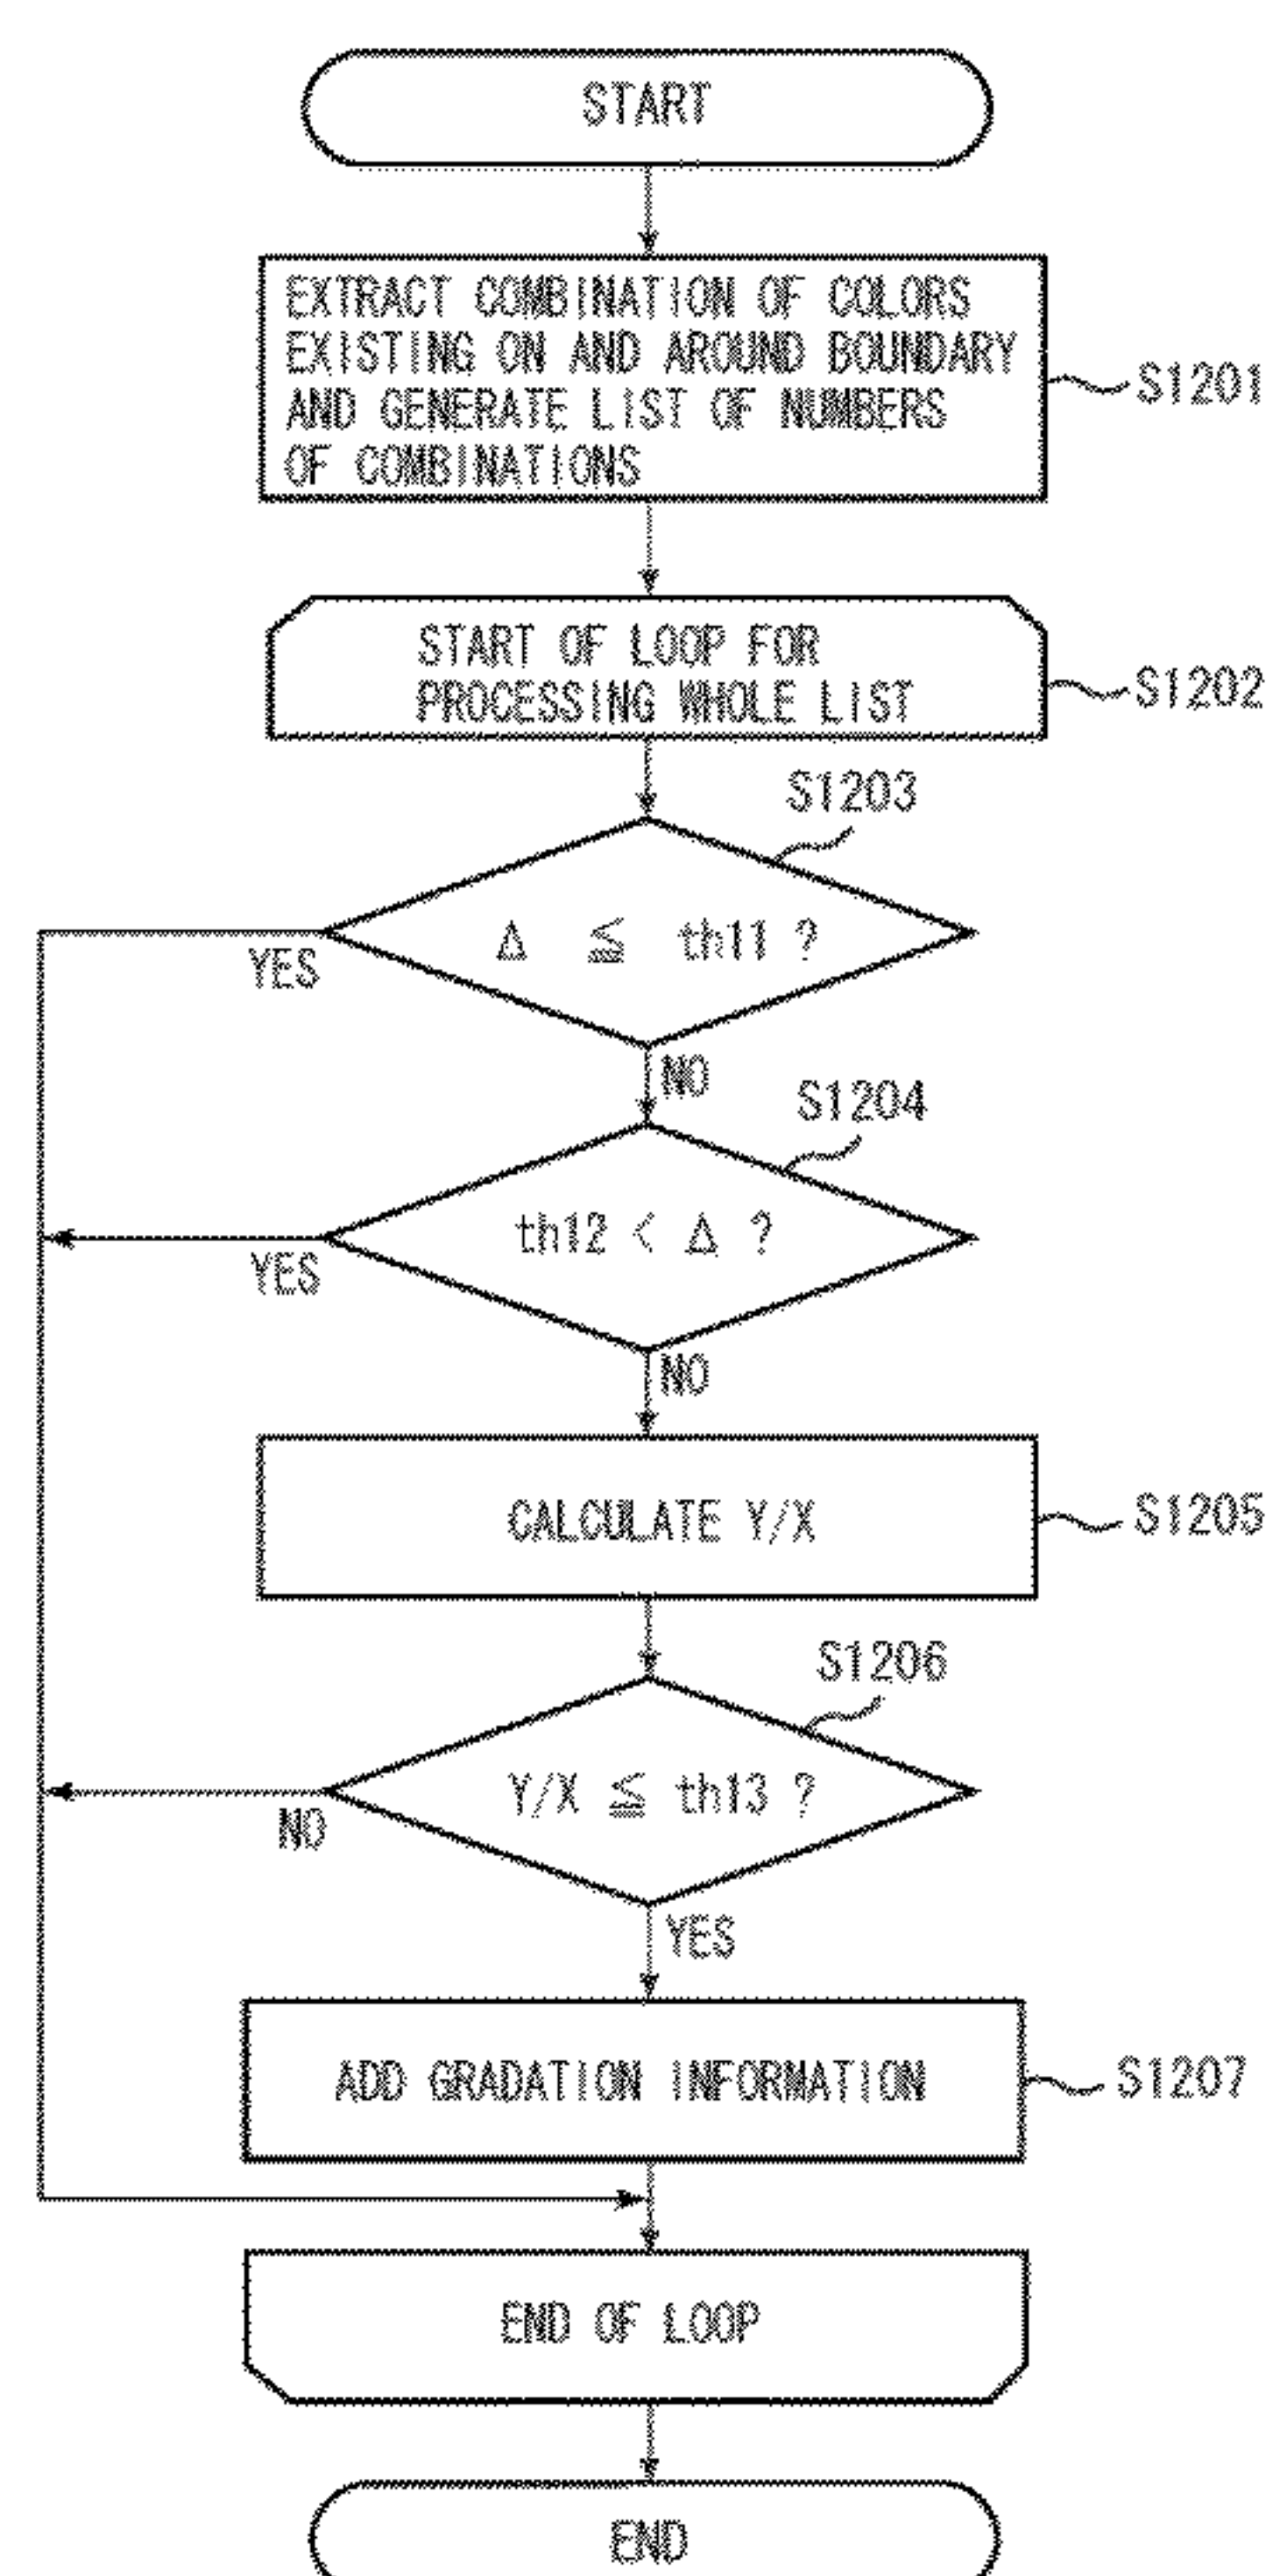 START
EXTRACT COMBINATION OF COLORS
EXISTING ON AND AROUND BOUNDARY
AND GENERATE LIST OF NUMBERS
OF COMBINATIONS
S1201
START OF LOOP FOR
PROCESSING WHOLE LIST
S1202
S1203
Δ ≦ th11 ?
YES
NO
S1204
th12 < Δ ?
YES
NO
CALCULATE Y/X
S1205
S1206
Y/X ≦ th13 ?
NO
YES
ADD GRADATION INFORMATION
S1207
END OF LOOP
END